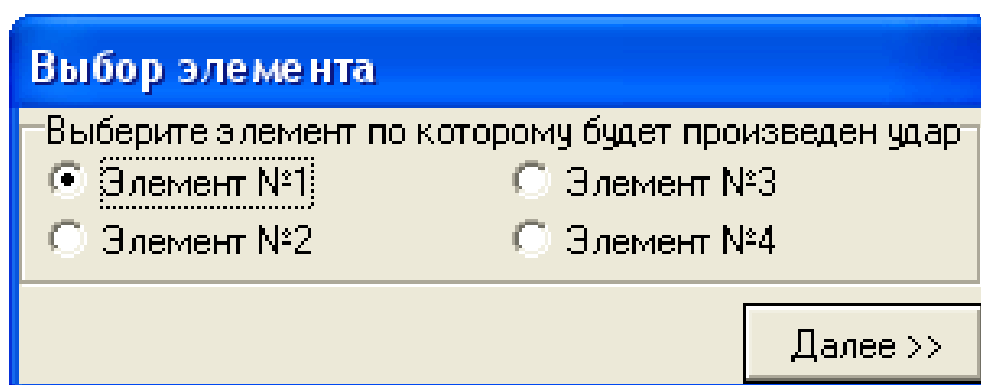 Выбор элемента
Выберите элемент по которому будет произведен удар
Элемент №1 Элемент №3
Элемент №2 Элемент №4
Далее >>